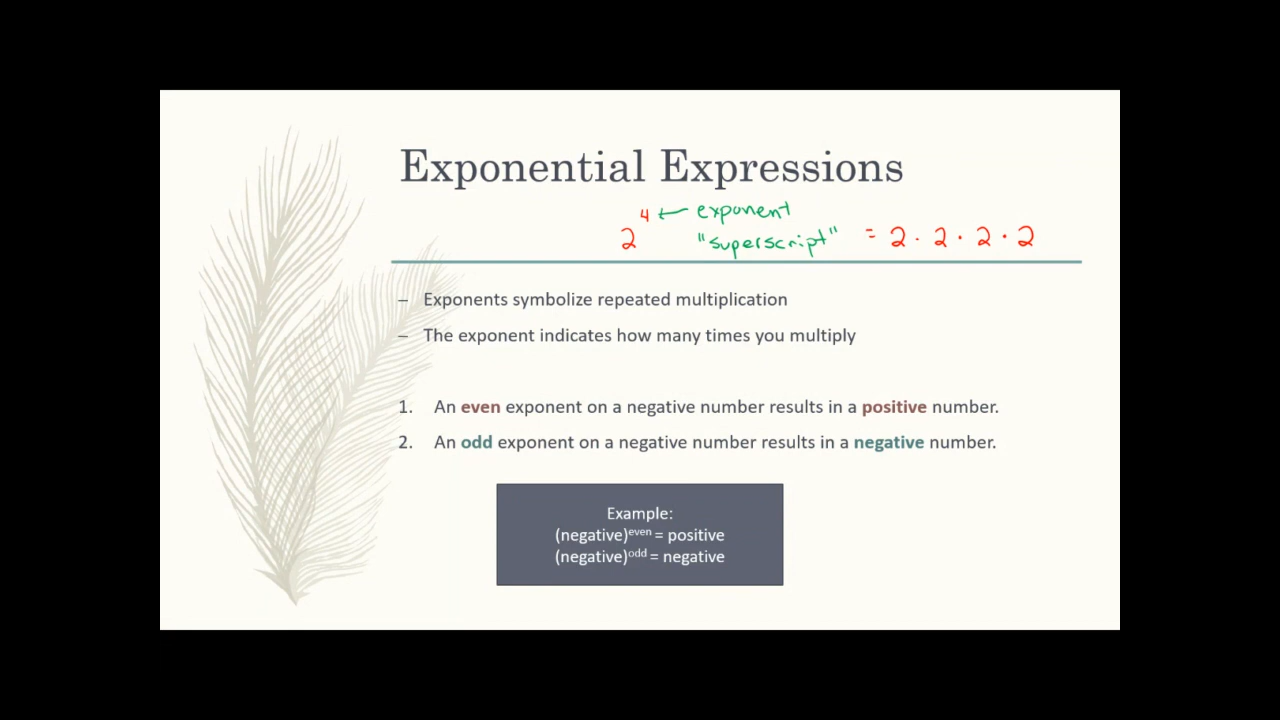 Exponential Expressions
2⁴ ← exponent
"superscript" = 2 · 2 · 2 · 2
– Exponents symbolize repeated multiplication
– The exponent indicates how many times you multiply
1. An even exponent on a negative number results in a positive number.
2. An odd exponent on a negative number results in a negative number.
Example:
(negative)ᵉᵛᵉⁿ = positive
(negative)ᵒᵈᵈ = negative